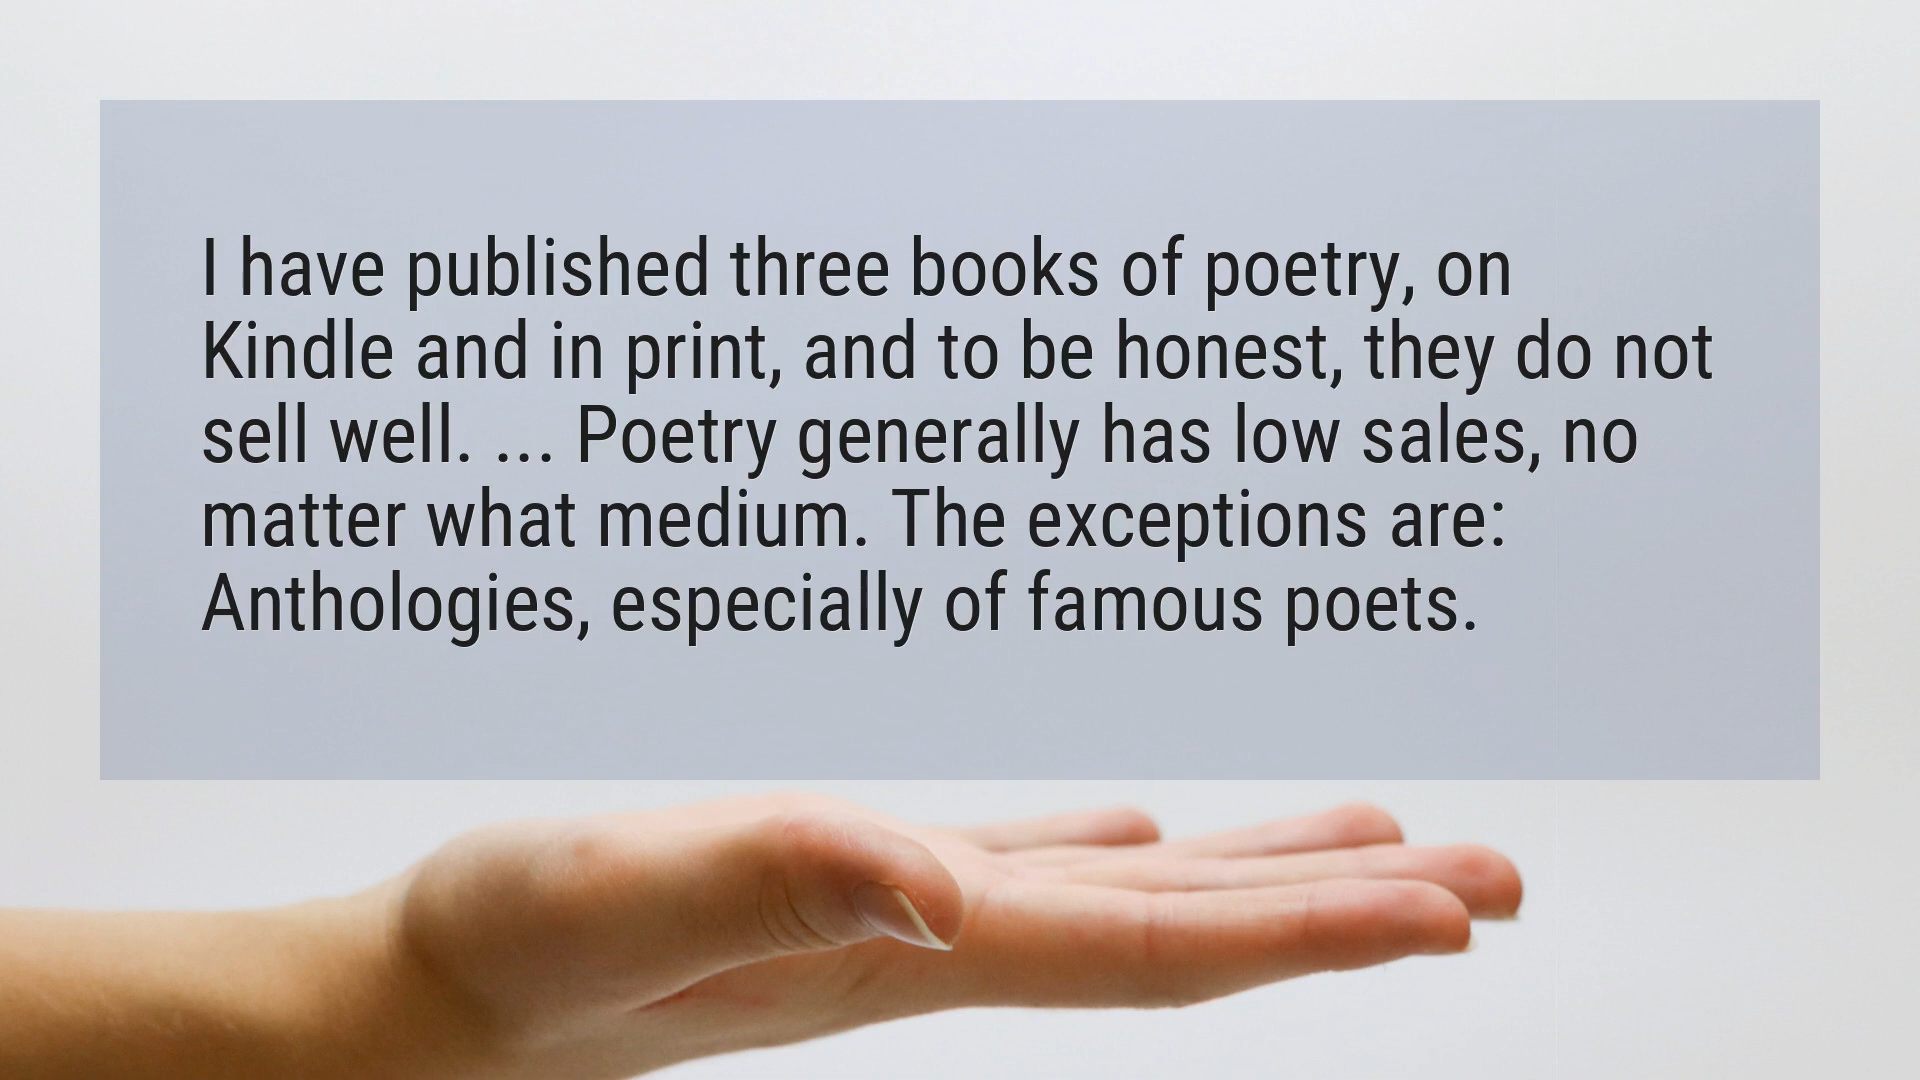 I have published three books of poetry, on
Kindle and in print, and to be honest, they do not
sell well. ... Poetry generally has low sales, no
matter what medium. The exceptions are:
Anthologies, especially of famous poets.